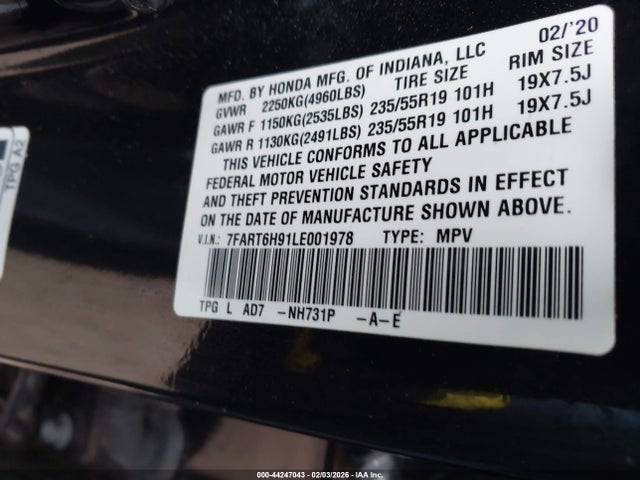 02/'20
MFD. BY HONDA MFG. OF INDIANA, LLC
GVWR 2250KG(4960LBS) TIRE SIZE RIM SIZE
GAWR F 1150KG(2535LBS) 235/55R19 101H 19X7.5J
GAWR R 1130KG(2491LBS) 235/55R19 101H 19X7.5J
THIS VEHICLE CONFORMS TO ALL APPLICABLE
FEDERAL MOTOR VEHICLE SAFETY
AND THEFT PREVENTION STANDARDS IN EFFECT
ON THE DATE OF MANUFACTURE SHOWN ABOVE.
V.I.N.: 7FART6H91LE001978 TYPE: MPV
TPG L AD7 -NH731P -A-E
TPG A2
000-44247043 - 02/03/2026 - IAA Inc.